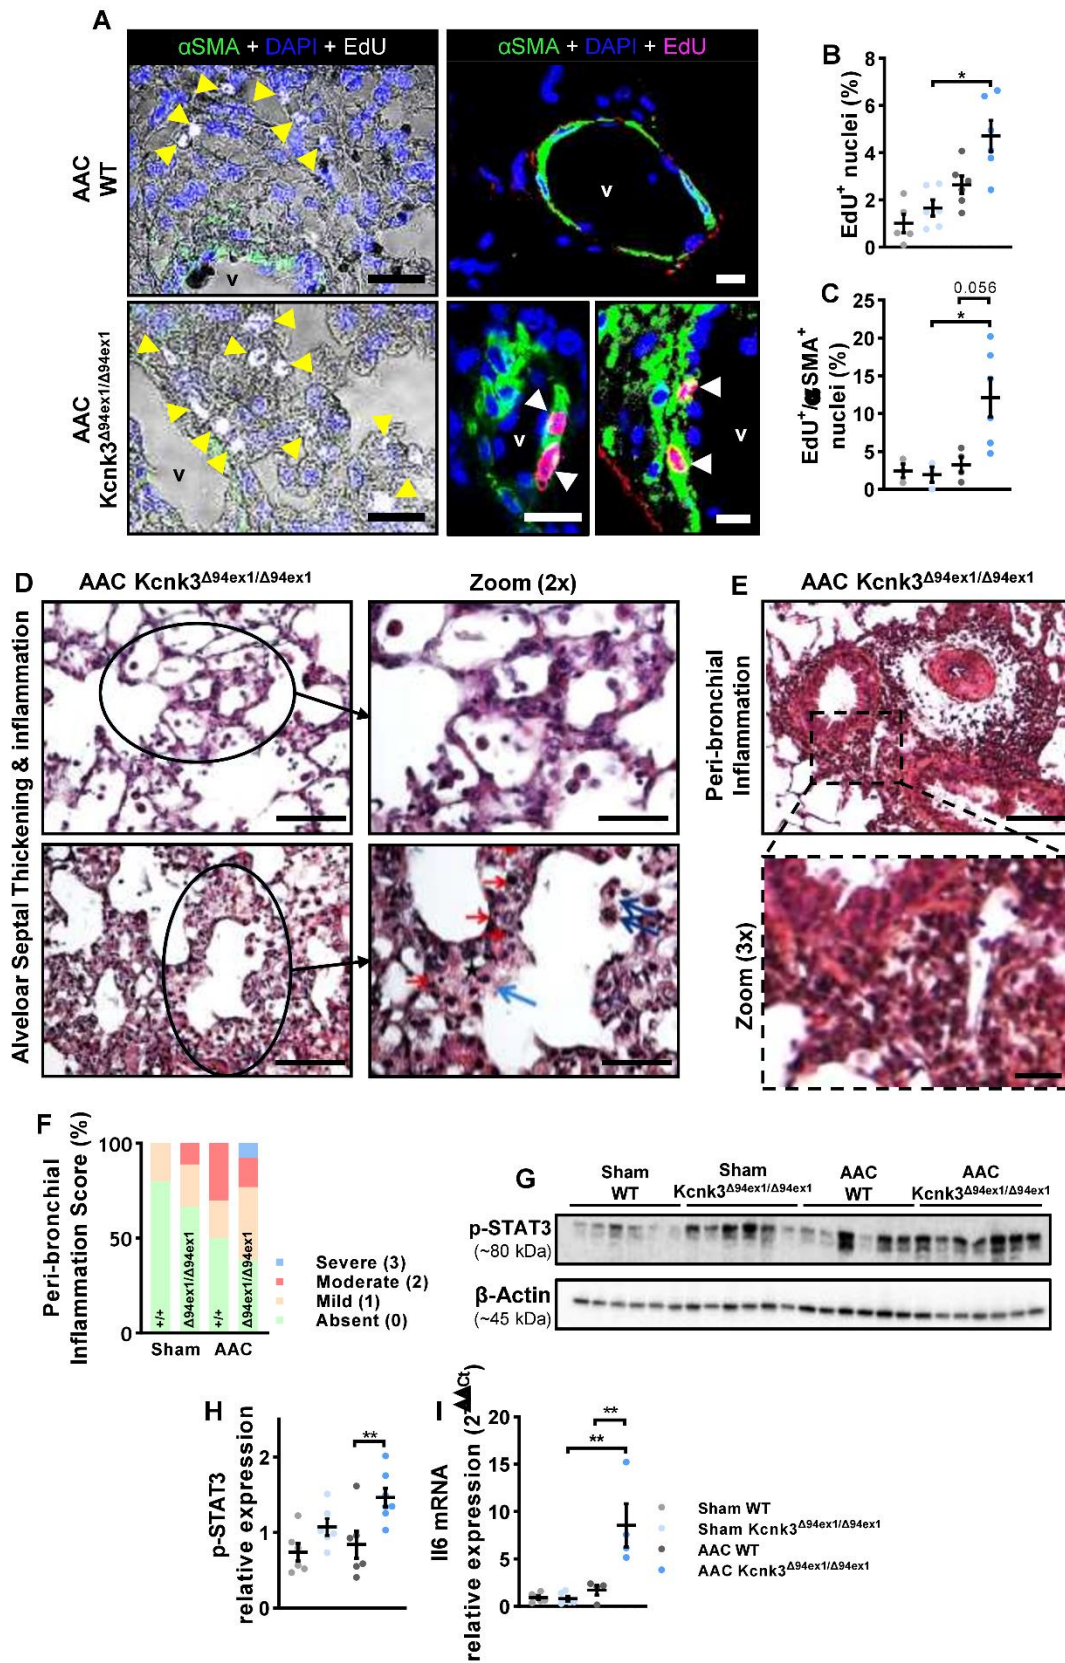 A
αSMA + DAPI + EdU
αSMA + DAPI + EdU
AAC
WT
v
v
AAC
Kcnk3Δ94ex1/Δ94ex1
v
v
v
B
EdU+ nuclei (%)
8
6
4
2
0
*
C
EdU+/αSMA+
nuclei (%)
25
20
15
10
5
0
0.056
*
D
AAC Kcnk3Δ94ex1/Δ94ex1
Zoom (2x)
Alveloar Septal Thickening & inflammation
E
AAC Kcnk3Δ94ex1/Δ94ex1
Peri-bronchial
Inflammation
Zoom (3x)
F
Peri-bronchial
Inflammation Score (%)
100
50
0
+/+
Δ94ex1/Δ94ex1
+/+
Δ94ex1/Δ94ex1
Sham
AAC
Severe (3)
Moderate (2)
Mild (1)
Absent (0)
G
Sham
WT
Sham
Kcnk3Δ94ex1/Δ94ex1
AAC
WT
AAC
Kcnk3Δ94ex1/Δ94ex1
p-STAT3
(~80 kDa)
β-Actin
(~45 kDa)
H
p-STAT3
relative expression
2
1
0
**
I
Il6 mRNA
relative expression (2-ΔΔCt)
20
15
10
5
0
**
**
Sham WT
Sham Kcnk3Δ94ex1/Δ94ex1
AAC WT
AAC Kcnk3Δ94ex1/Δ94ex1